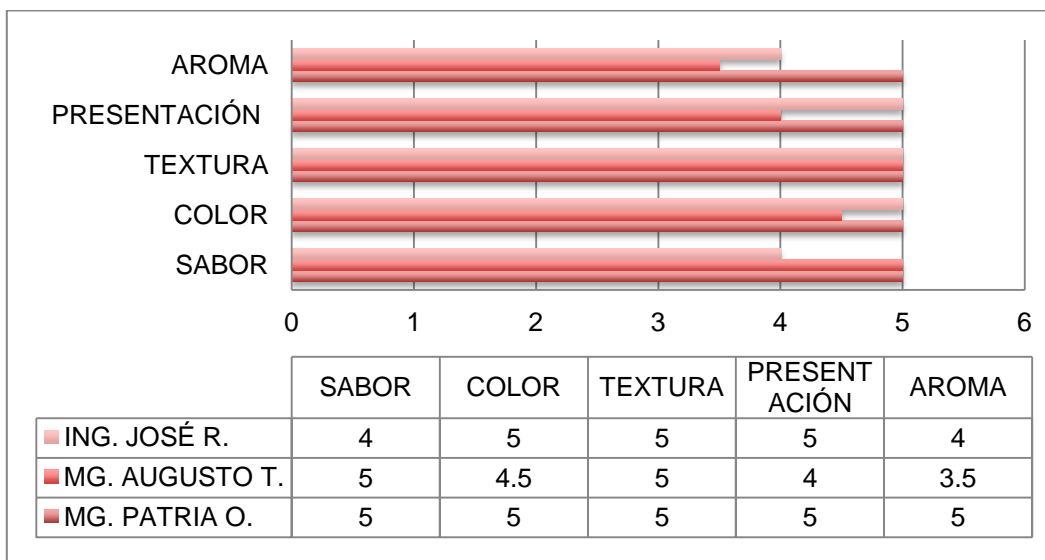 AROMA
PRESENTACIÓN
TEXTURA
COLOR
SABOR
0 1 2 3 4 5 6
SABOR COLOR TEXTURA PRESENT
ACIÓN AROMA
ING. JOSÉ R. 4 5 5 5 4
MG. AUGUSTO T. 5 4.5 5 4 3.5
MG. PATRIA O. 5 5 5 5 5